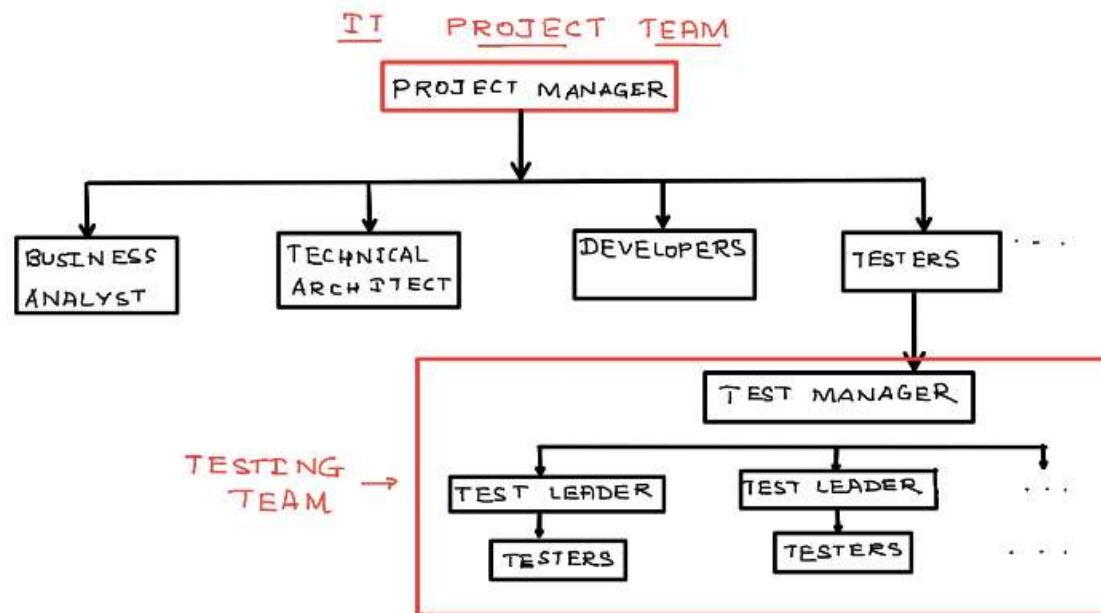 IT PROJECT TEAM
PROJECT MANAGER
BUSINESS
ANALYST
TECHNICAL
ARCHITECT
DEVELOPERS
TESTERS
....
TEST MANAGER
TESTING
TEAM →
TEST LEADER
TEST LEADER
...
TESTERS
TESTERS
....